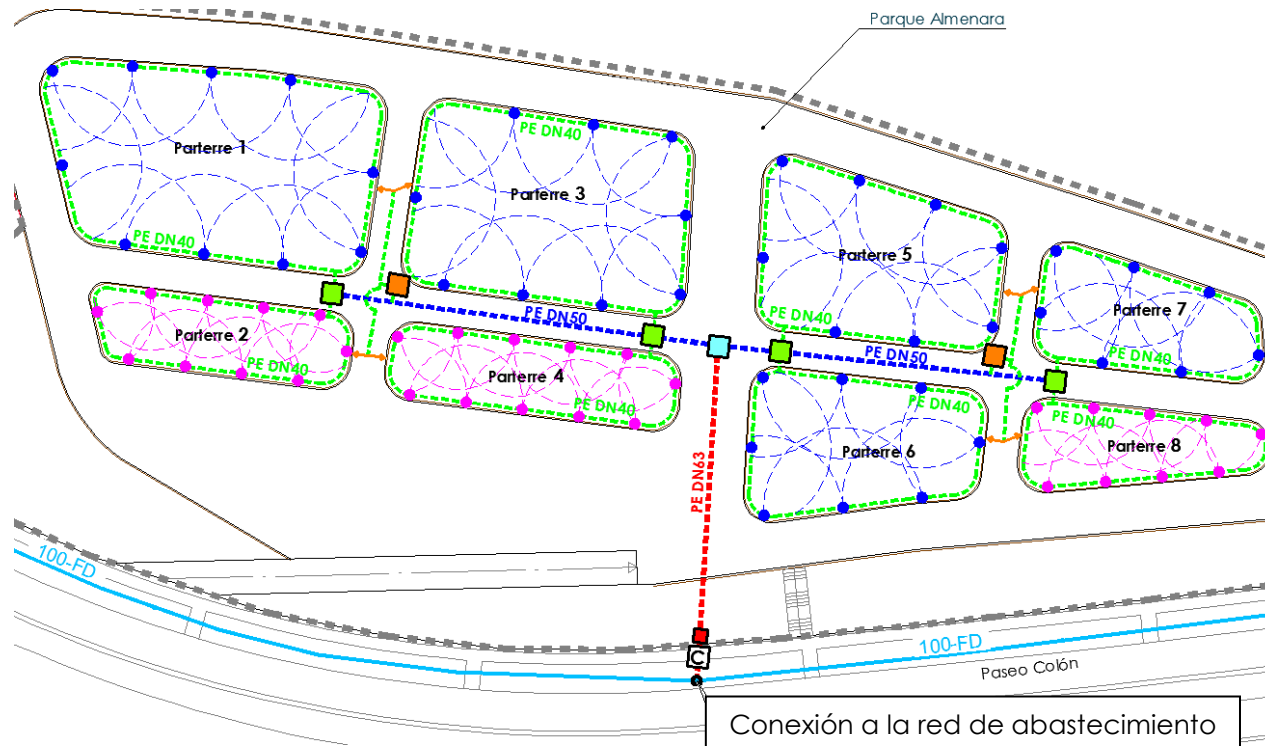 Parque Almenara
PE DN40
Parterre 1
Parterre 3
PE DN40
Parterre 5
Parterre 7
PE DN50
PE DN40
PE DN40
Parterre 2
PE DN50
PE DN40
Parterre 4
PE DN40
PE DN40
PE DN40
Parterre 6
Parterre 8
PE DN63
100-FD
100-FD
C
Paseo Colón
Conexión a la red de abastecimiento